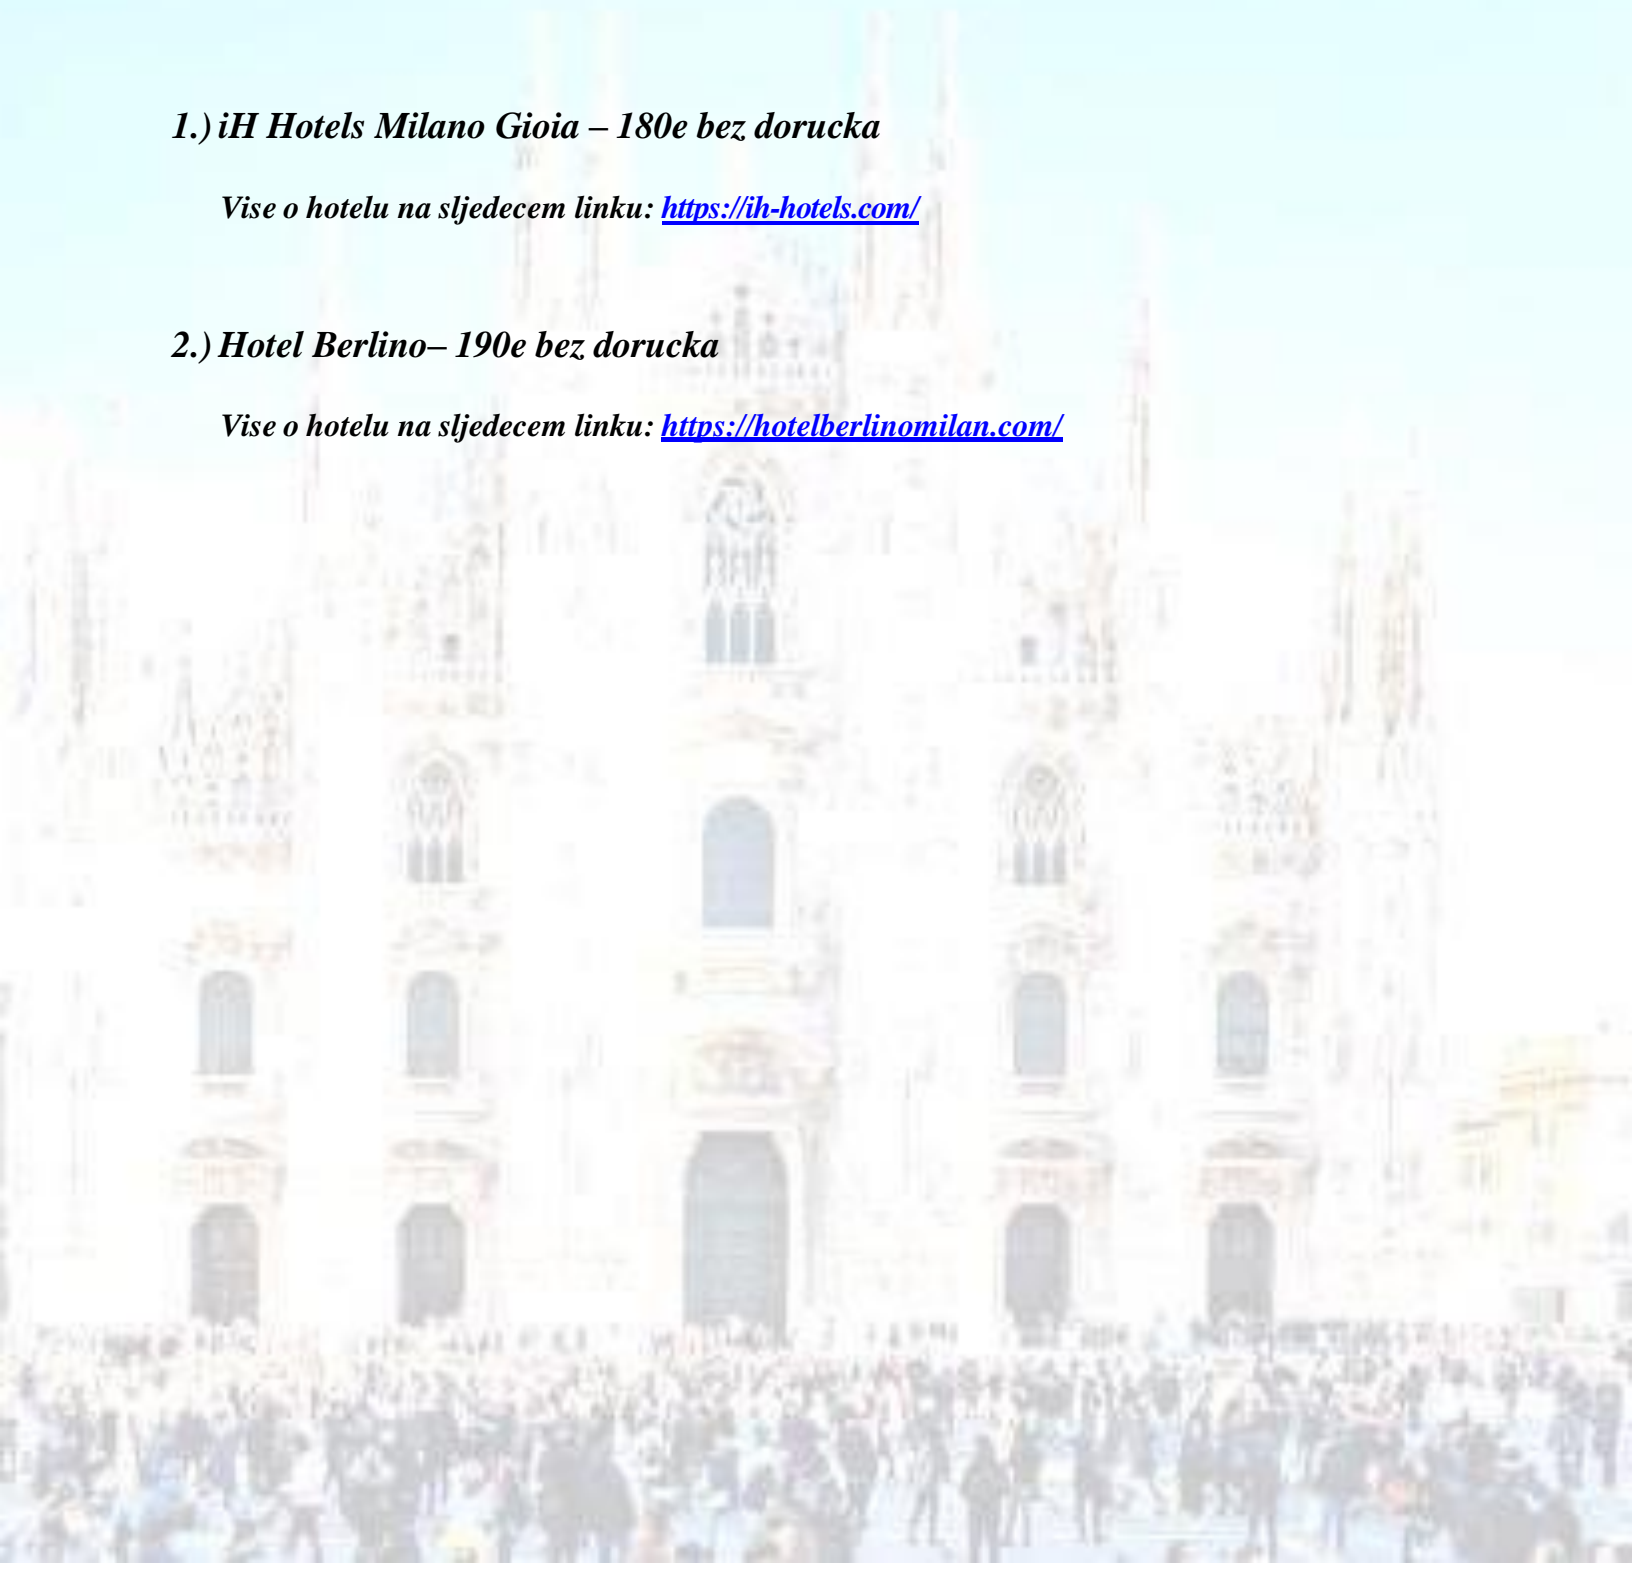 1.) iH Hotels Milano Gioia – 180e bez dorucka
Vise o hotelu na sljedecem linku: https://ih-hotels.com/
2.) Hotel Berlino– 190e bez dorucka
Vise o hotelu na sljedecem linku: https://hotelberlinomilan.com/